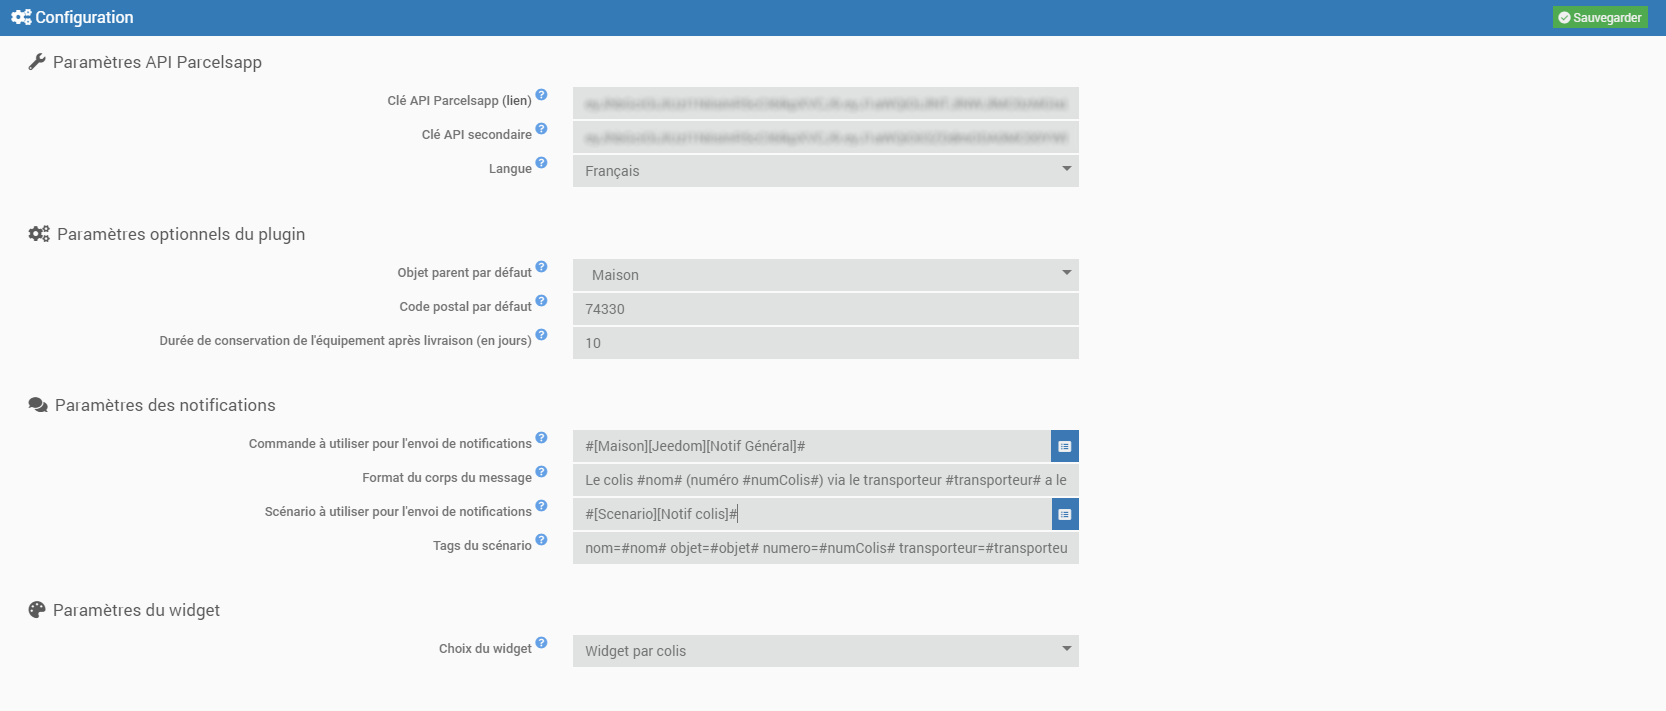 Configuration
Sauvegarder
Paramètres API Parcelsapp
Clé API Parcelsapp (lien) ?
Clé API secondaire ?
Langue ? Français
Paramètres optionnels du plugin
Objet parent par défaut ? Maison
Code postal par défaut ? 74330
Durée de conservation de l'équipement après livraison (en jours) ? 10
Paramètres des notifications
Commande à utiliser pour l'envoi de notifications ? #[Maison][Jeedom][Notif Général]#
Format du corps du message ? Le colis #nom# (numéro #numColis#) via le transporteur #transporteur# a le
Scénario à utiliser pour l'envoi de notifications ? #[Scenario][Notif colis]#
Tags du scénario ? nom=#nom# objet=#objet# numero=#numColis# transporteur=#transporteu
Paramètres du widget
Choix du widget ? Widget par colis